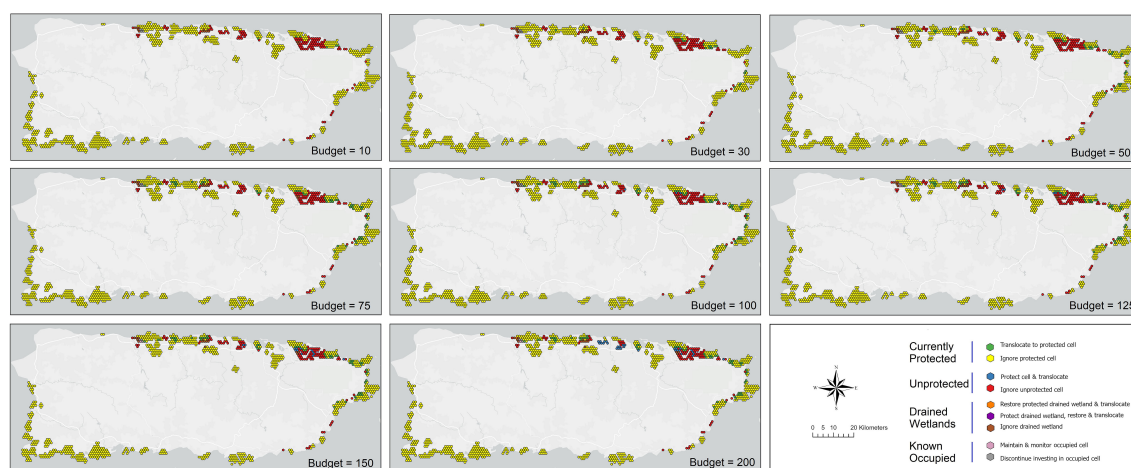 Budget = 10
Budget = 30
Budget = 50
Budget = 75
Budget = 100
Budget = 125
Budget = 150
Budget = 200
N
W E
S
0 5 10 20 Kilometers
Currently
Protected
Translocate to protected cell
Ignore protected cell
Unprotected
Protect cell & translocate
Ignore unprotected cell
Drained
Wetlands
Restore protected drained wetland & translocate
Protect drained wetland, restore & translocate
Ignore drained wetland
Known
Occupied
Maintain & monitor occupied cell
Discontinue investing in occupied cell